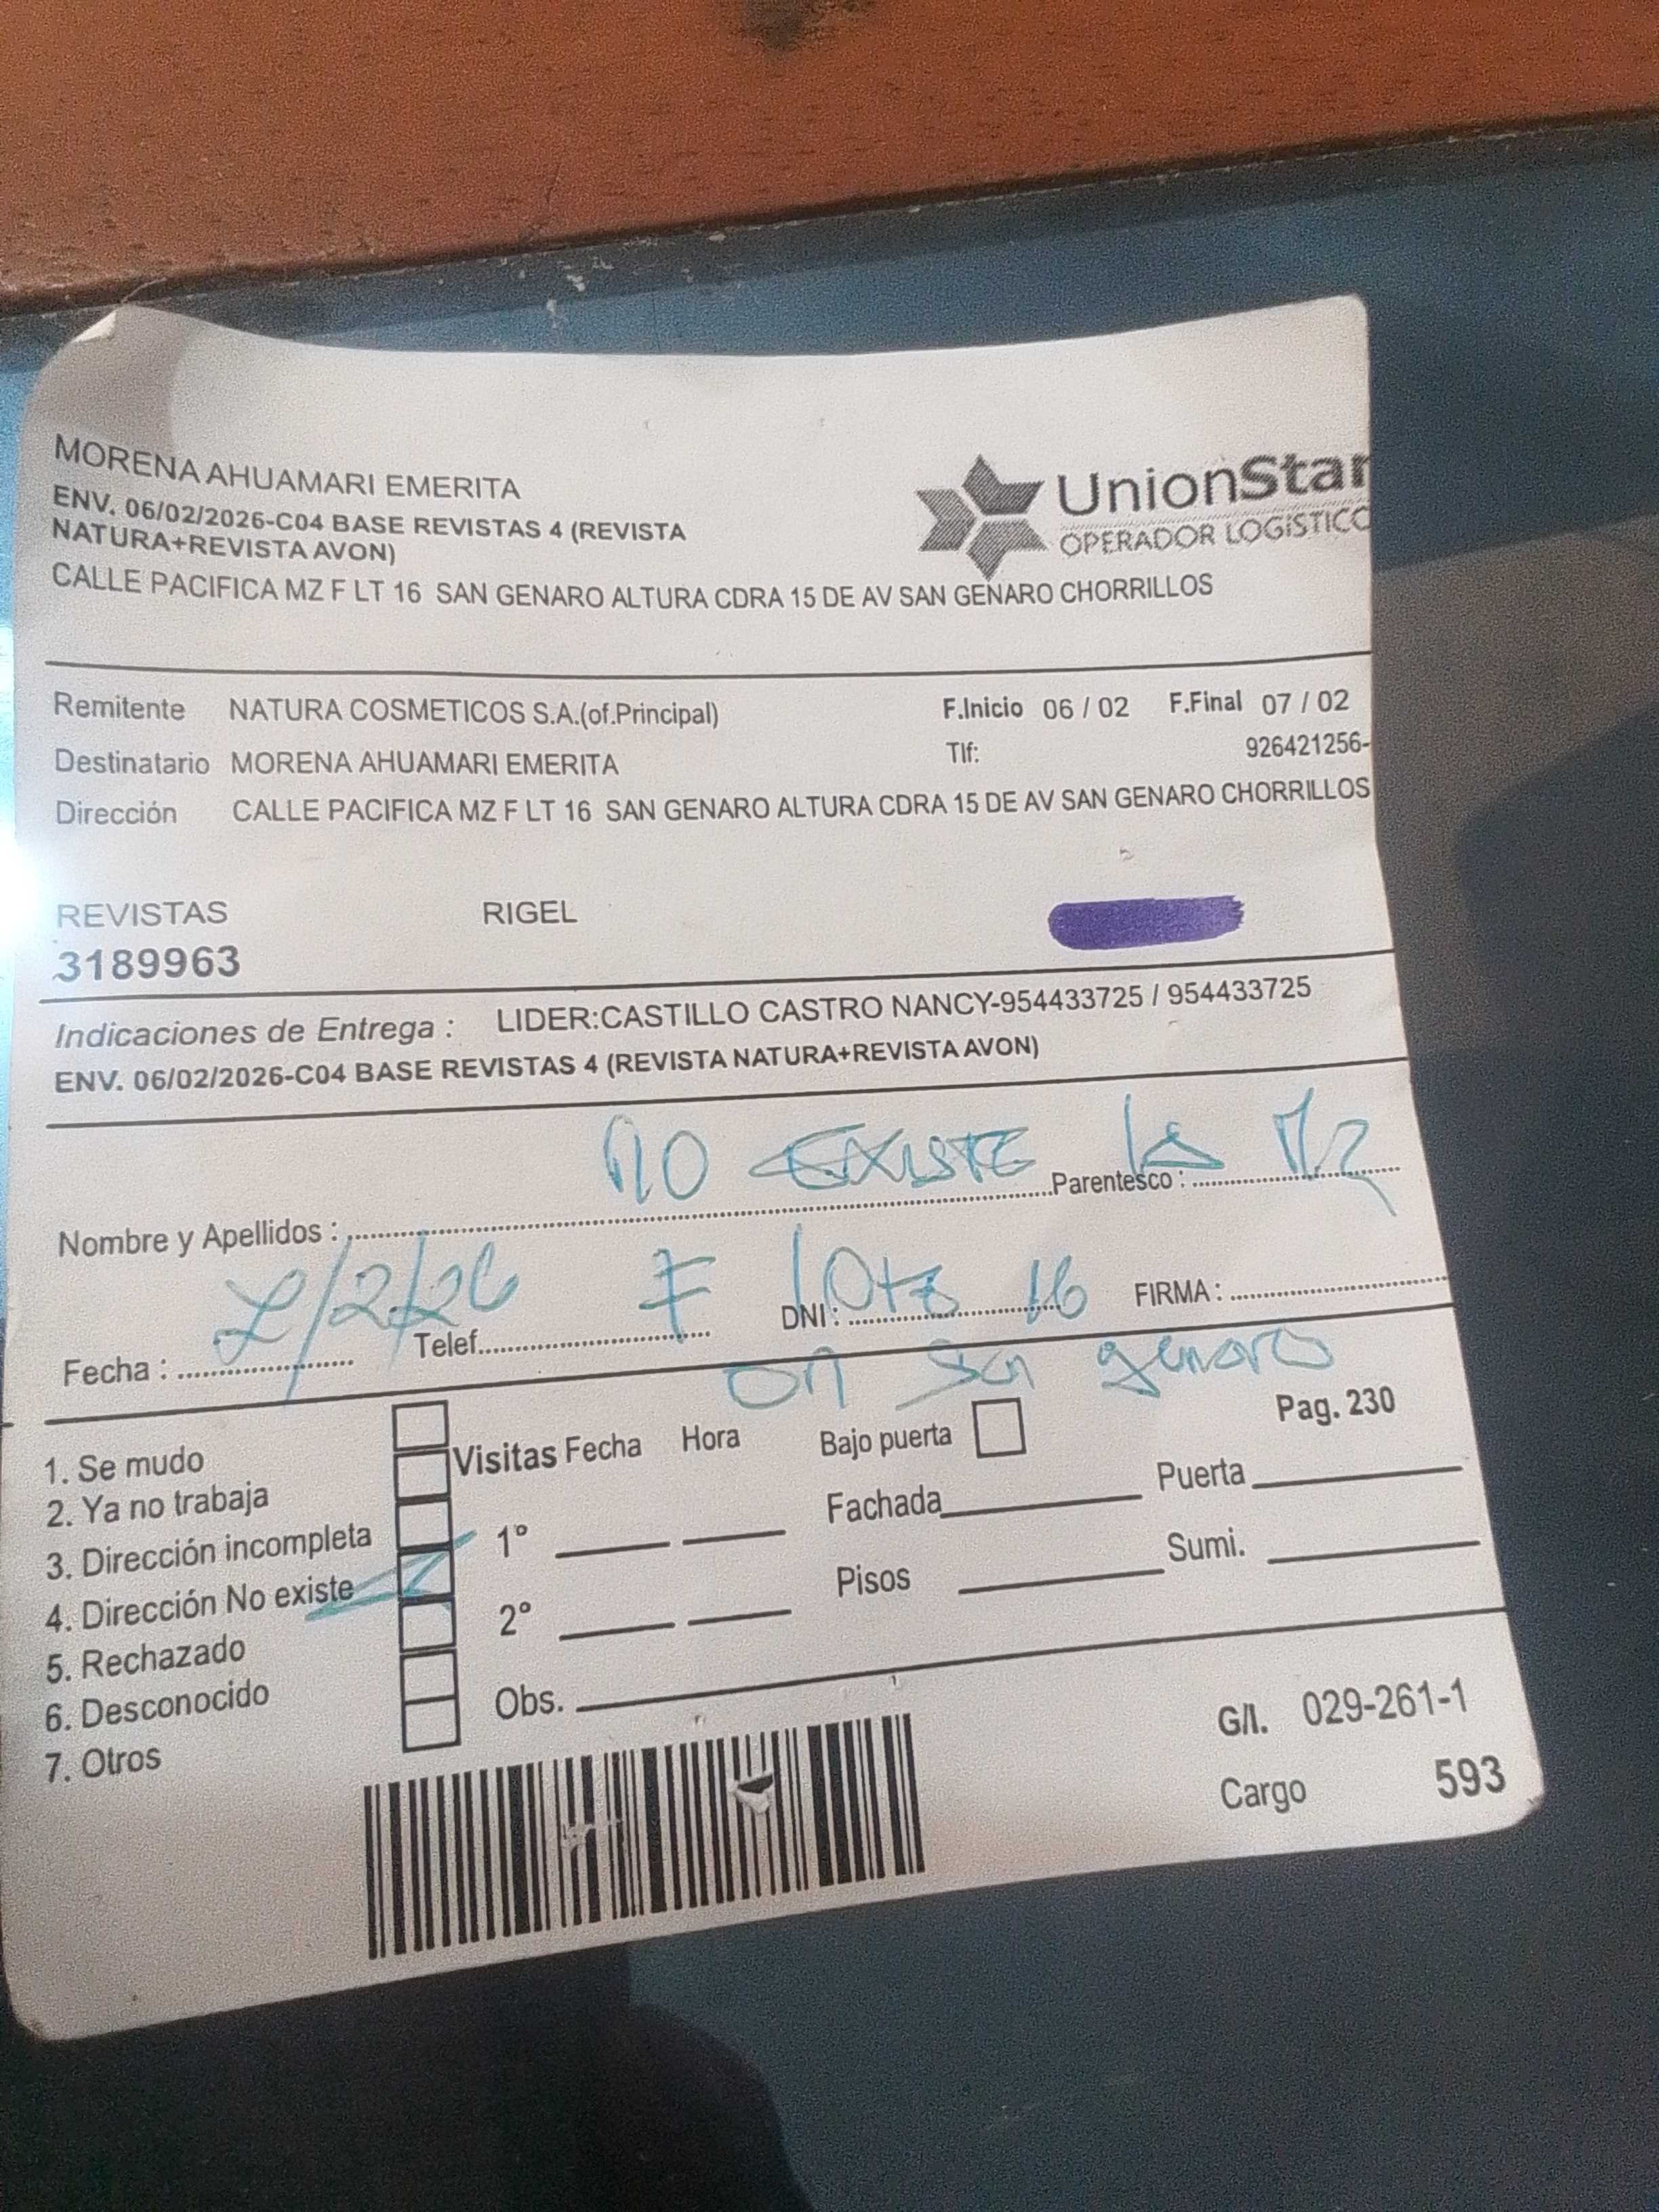 MORENA AHUAMARI EMERITA
ENV. 06/02/2026-C04 BASE REVISTAS 4 (REVISTA
NATURA+REVISTA AVON)
CALLE PACIFICA MZ F LT 16 SAN GENARO ALTURA CDRA 15 DE AV SAN GENARO CHORRILLOS
UnionStar
OPERADOR LOGÍSTICO
Remitente NATURA COSMETICOS S.A.(of.Principal) F.Inicio 06 / 02 F.Final 07 / 02
Destinatario MORENA AHUAMARI EMERITA Tlf: 926421256-
Dirección CALLE PACIFICA MZ F LT 16 SAN GENARO ALTURA CDRA 15 DE AV SAN GENARO CHORRILLOS
REVISTAS RIGEL
3189963
Indicaciones de Entrega : LIDER:CASTILLO CASTRO NANCY-954433725 / 954433725
ENV. 06/02/2026-C04 BASE REVISTAS 4 (REVISTA NATURA+REVISTA AVON)
NO EXISTE la Mz
Nombre y Apellidos : Parentesco :
/2/26 F lote 16
Fecha : Telef. DNI : FIRMA :
en san genaro
Pag. 230
1. Se mudo Visitas Fecha Hora Bajo puerta
2. Ya no trabaja Fachada Puerta
3. Dirección incompleta 1°
4. Dirección No existe Pisos Sumi.
5. Rechazado 2°
6. Desconocido Obs.
7. Otros
G/I. 029-261-1
Cargo 593